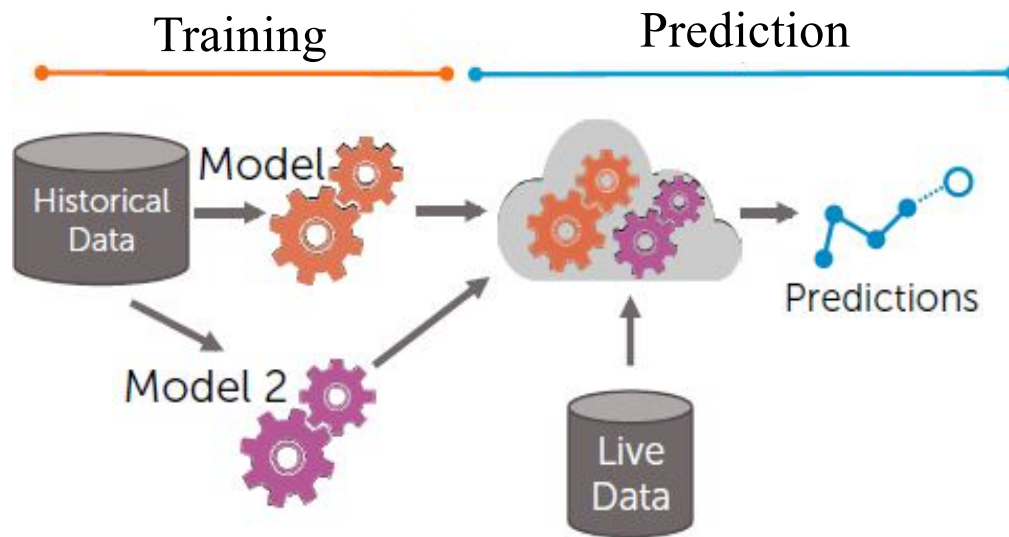 Training
Prediction
Historical
Data
Model
Model 2
Predictions
Live
Data